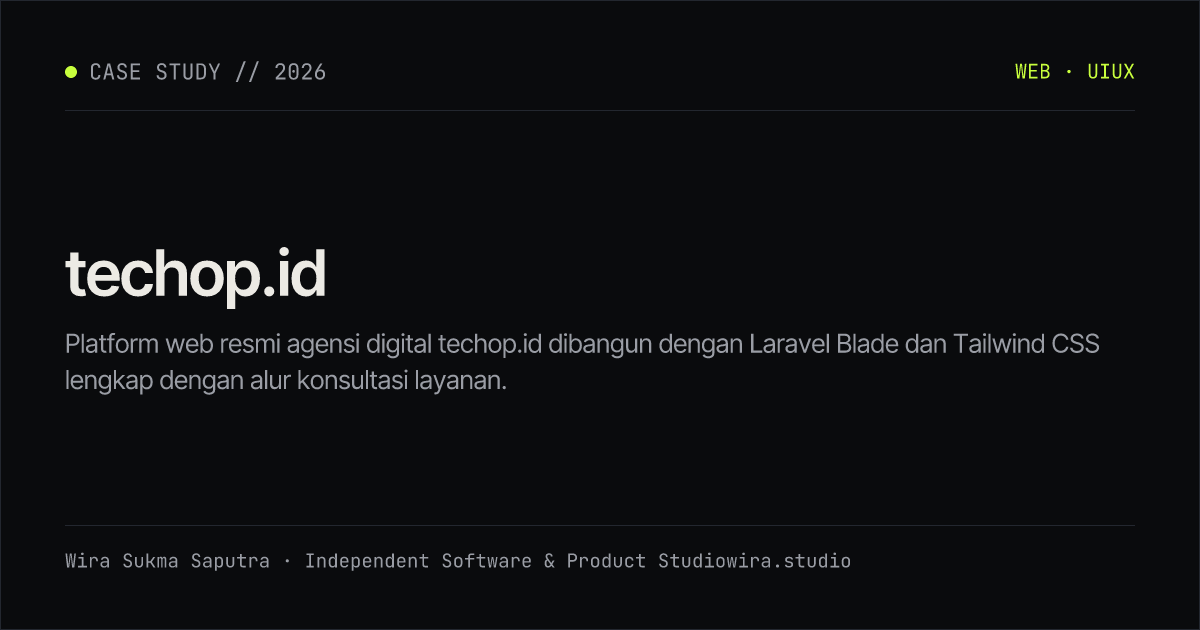 CASE STUDY // 2026
WEB · UIUX
techop.id
Platform web resmi agensi digital techop.id dibangun dengan Laravel Blade dan Tailwind CSS
lengkap dengan alur konsultasi layanan.
Wira Sukma Saputra · Independent Software & Product Studiowira.studio